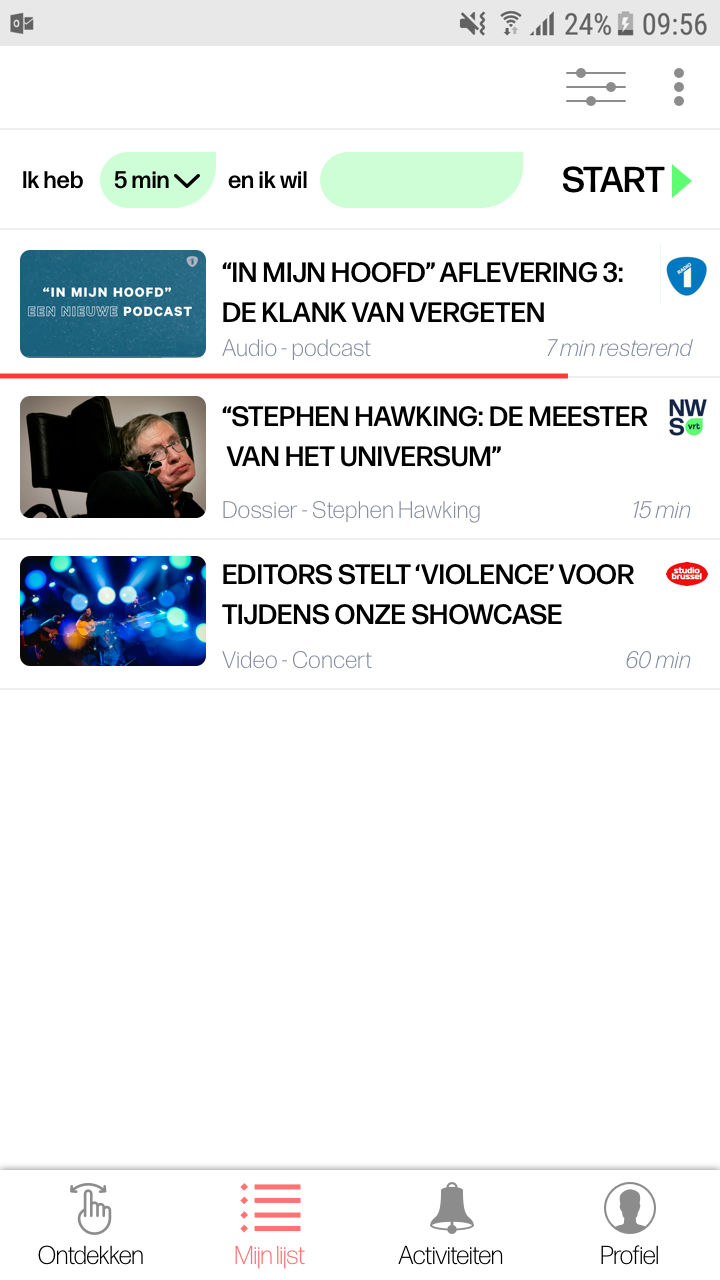 24% 09:56
Ik heb 5 min en ik wil START
“IN MIJN HOOFD”
EEN NIEUWE PODCAST
“IN MIJN HOOFD” AFLEVERING 3:
DE KLANK VAN VERGETEN
Audio - podcast 7 min resterend
RADIO
1
“STEPHEN HAWKING: DE MEESTER
VAN HET UNIVERSUM”
Dossier - Stephen Hawking 15 min
NW
S vrt
EDITORS STELT ‘VIOLENCE’ VOOR
TIJDENS ONZE SHOWCASE
Video - Concert 60 min
studio
brussel
Ontdekken Mijn lijst Activiteiten Profiel